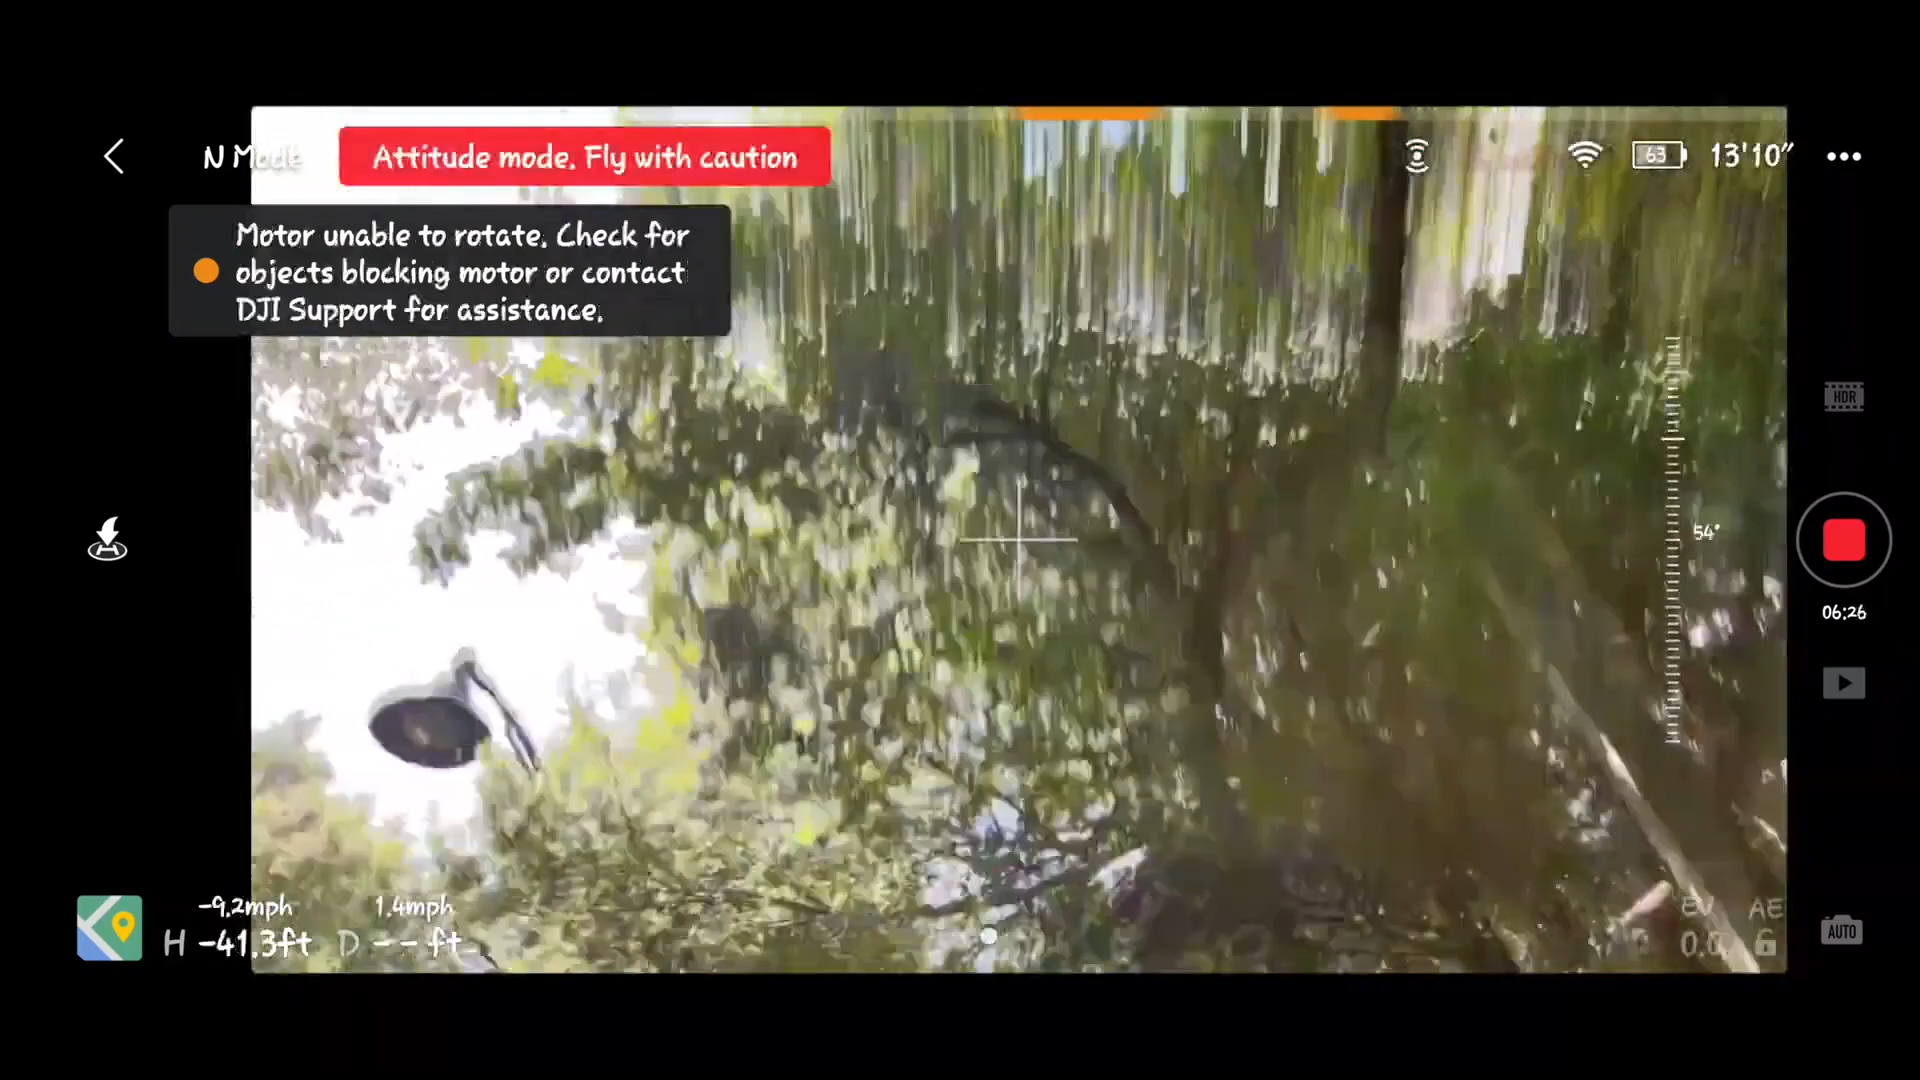 N Mode
Attitude mode. Fly with caution
63
13'10"
Motor unable to rotate. Check for
objects blocking motor or contact
DJI Support for assistance.
HDR
54°
06:26
-9.2mph
1.4mph
H -41.3ft
D -- ft
EV
AE
0.0
AUTO